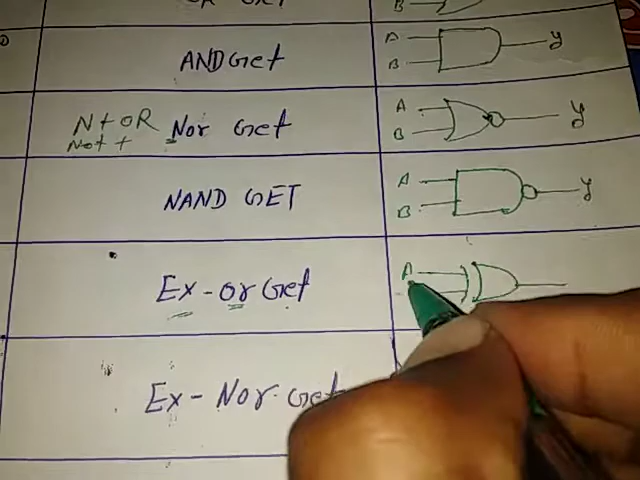 B
AND Get
A
B
y
N + OR
Not +
Nor Get
A
B
y
NAND GET
A
B
y
Ex-or Get
A
Ex-Nor Get